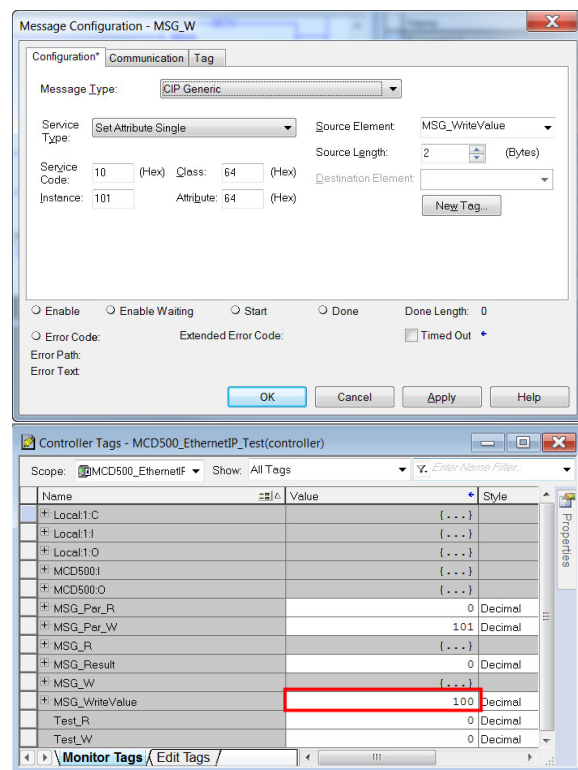 Message Configuration - MSG_W
Configuration* Communication Tag
Message Type: CIP Generic
Service Type: Set Attribute Single
Source Element: MSG_WriteValue
Source Length: 2 (Bytes)
Service Code: 10 (Hex) Class: 64 (Hex)
Destination Element:
Instance: 101 Attribute: 64 (Hex)
New Tag...
Enable Enable Waiting Start Done Done Length: 0
Error Code: Extended Error Code: Timed Out
Error Path:
Error Text:
OK Cancel Apply Help
Controller Tags - MCD500_EthernetIP_Test(controller)
Scope: MCD500_EthernetIF Show: All Tags Enter Name Filter...
Name Value Style
Local:1:C {...}
Local:1:I {...}
Local:1:O {...}
MCD500:I {...}
MCD500:O {...}
MSG_Par_R 0 Decimal
MSG_Par_W 101 Decimal
MSG_R {...}
MSG_Result 0 Decimal
MSG_W {...}
MSG_WriteValue 100 Decimal
Test_R 0 Decimal
Test_W 0 Decimal
Monitor Tags Edit Tags
Properties